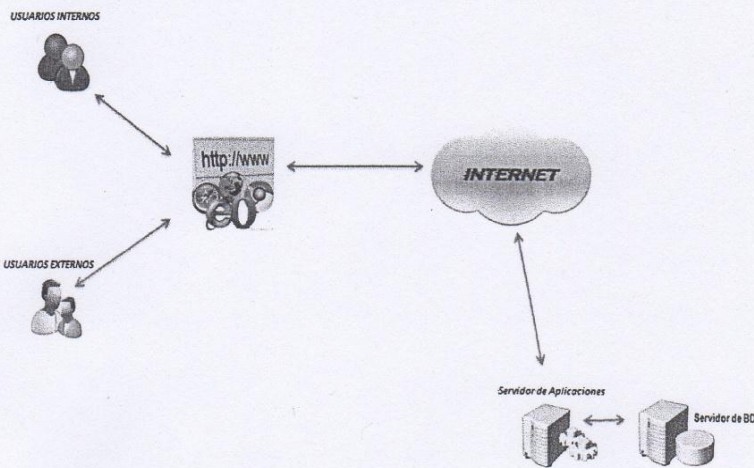 USUARIOS INTERNOS
http://www
INTERNET
USUARIOS EXTERNOS
Servidor de Aplicaciones
Servidor de BD